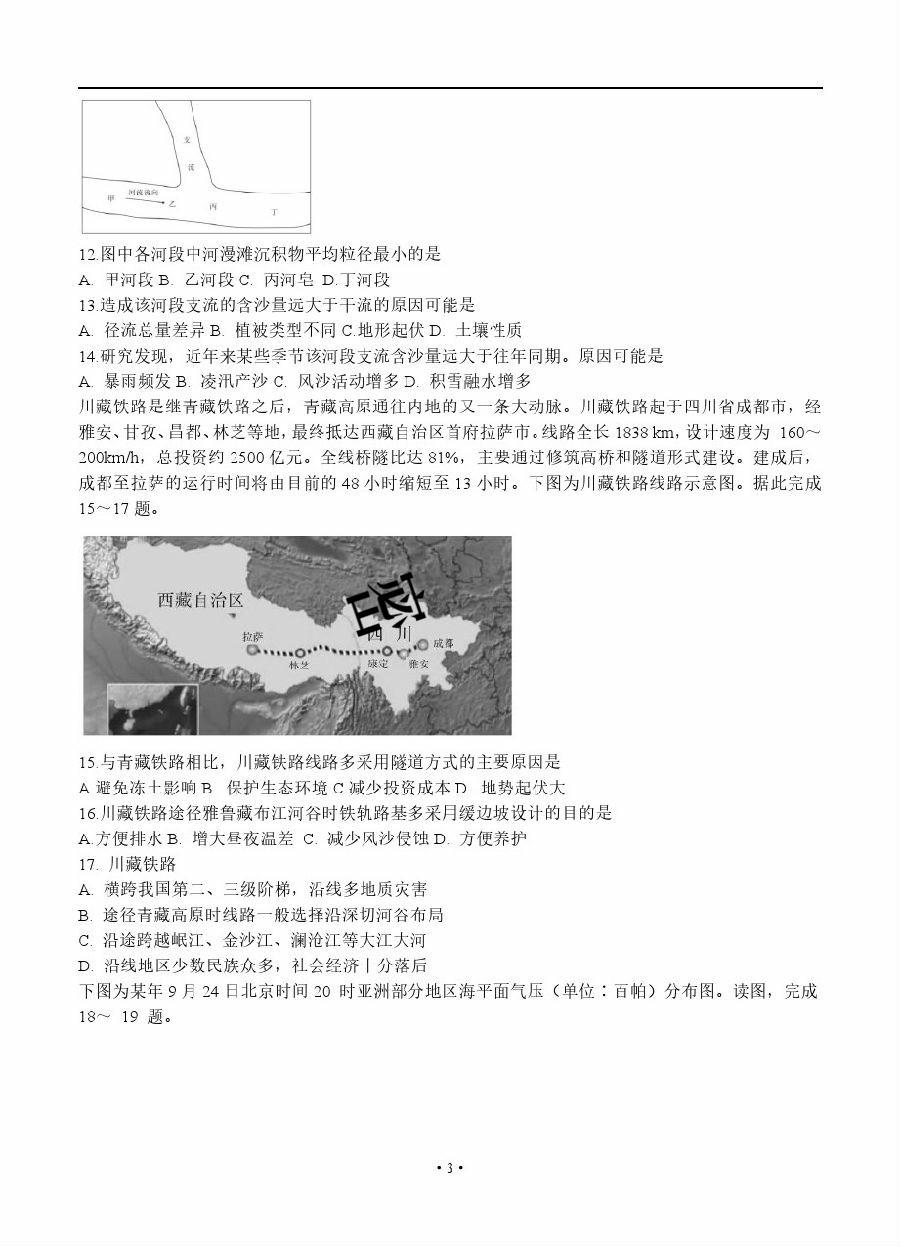 支
流
甲
河流流向
乙
丙
丁
12.图中各河段中河漫滩沉积物平均粒径最小的是
A. 甲河段 B. 乙河段 C. 丙河皂 D.丁河段
13.造成该河段支流的含沙量远大于干流的原因可能是
A. 径流总量差异 B. 植被类型不同 C.地形起伏 D. 土壤性质
14.研究发现，近年来某些季节该河段支流含沙量远大于往年同期。原因可能是
A. 暴雨频发 B. 凌汛产沙 C. 风沙活动增多 D. 积雪融水增多
川藏铁路是继青藏铁路之后，青藏高原通往内地的又一条大动脉。川藏铁路起于四川省成都市，经
雅安、甘孜、昌都、林芝等地，最终抵达西藏自治区首府拉萨市。线路全长 1838 km，设计速度为 160～
200km/h，总投资约 2500 亿元。全线桥隧比达 81%，主要通过修筑高桥和隧道形式建设。建成后，
成都至拉萨的运行时间将由目前的 48 小时缩短至 13 小时。下图为川藏铁路线路示意图。据此完成
15～17 题。
西藏自治区
密
四 川
拉萨
成都
林芝
康定
雅安
15.与青藏铁路相比，川藏铁路线路多采用隧道方式的主要原因是
A.避免冻土影响 B. 保护生态环境 C.减少投资成本 D. 地势起伏大
16.川藏铁路途径雅鲁藏布江河谷时铁轨路基多采用缓边坡设计的目的是
A.方便排水 B. 增大昼夜温差 C. 减少风沙侵蚀 D. 方便养护
17. 川藏铁路
A. 横跨我国第二、三级阶梯，沿线多地质灾害
B. 途径青藏高原时线路一般选择沿深切河谷布局
C. 沿途跨越岷江、金沙江、澜沧江等大江大河
D. 沿线地区少数民族众多，社会经济丨分落后
下图为某年 9 月 24 日北京时间 20 时亚洲部分地区海平面气压（单位：百帕）分布图。读图，完成
18～ 19 题。
• 3 •